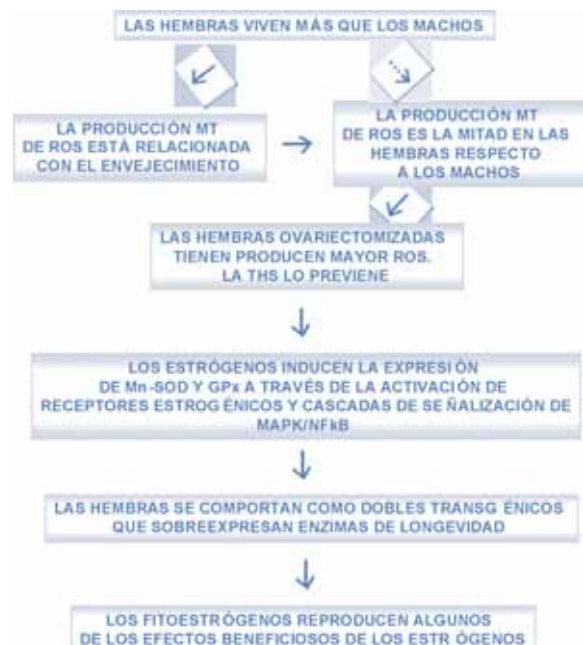 LAS HEMBRAS VIVEN MÁS QUE LOS MACHOS
LA PRODUCCIÓN MT
DE ROS ESTÁ RELACIONADA
CON EL ENVEJECIMIENTO
LA PRODUCCIÓN MT
DE ROS ES LA MITAD EN LAS
HEMBRAS RESPECTO
A LOS MACHOS
LAS HEMBRAS OVARIECTOMIZADAS
TIENEN PRODUCEN MAYOR ROS.
LA THS LO PREVIENE
LOS ESTRÓGENOS INDUCEN LA EXPRESIÓN
DE Mn-SOD Y GPx A TRAVÉS DE LA ACTIVACIÓN DE
RECEPTORES ESTROG ÉNICOS Y CASCADAS DE SE ÑALIZACIÓN DE
MAPK/NFkB
LAS HEMBRAS SE COMPORTAN COMO DOBLES TRANSG ÉNICOS
QUE SOBREEXPRESAN ENZIMAS DE LONGEVIDAD
LOS FITOESTR ÓGENOS REPRODUCEN ALGUNOS
DE LOS EFECTOS BENEFICIOSOS DE LOS ESTR ÓGENOS